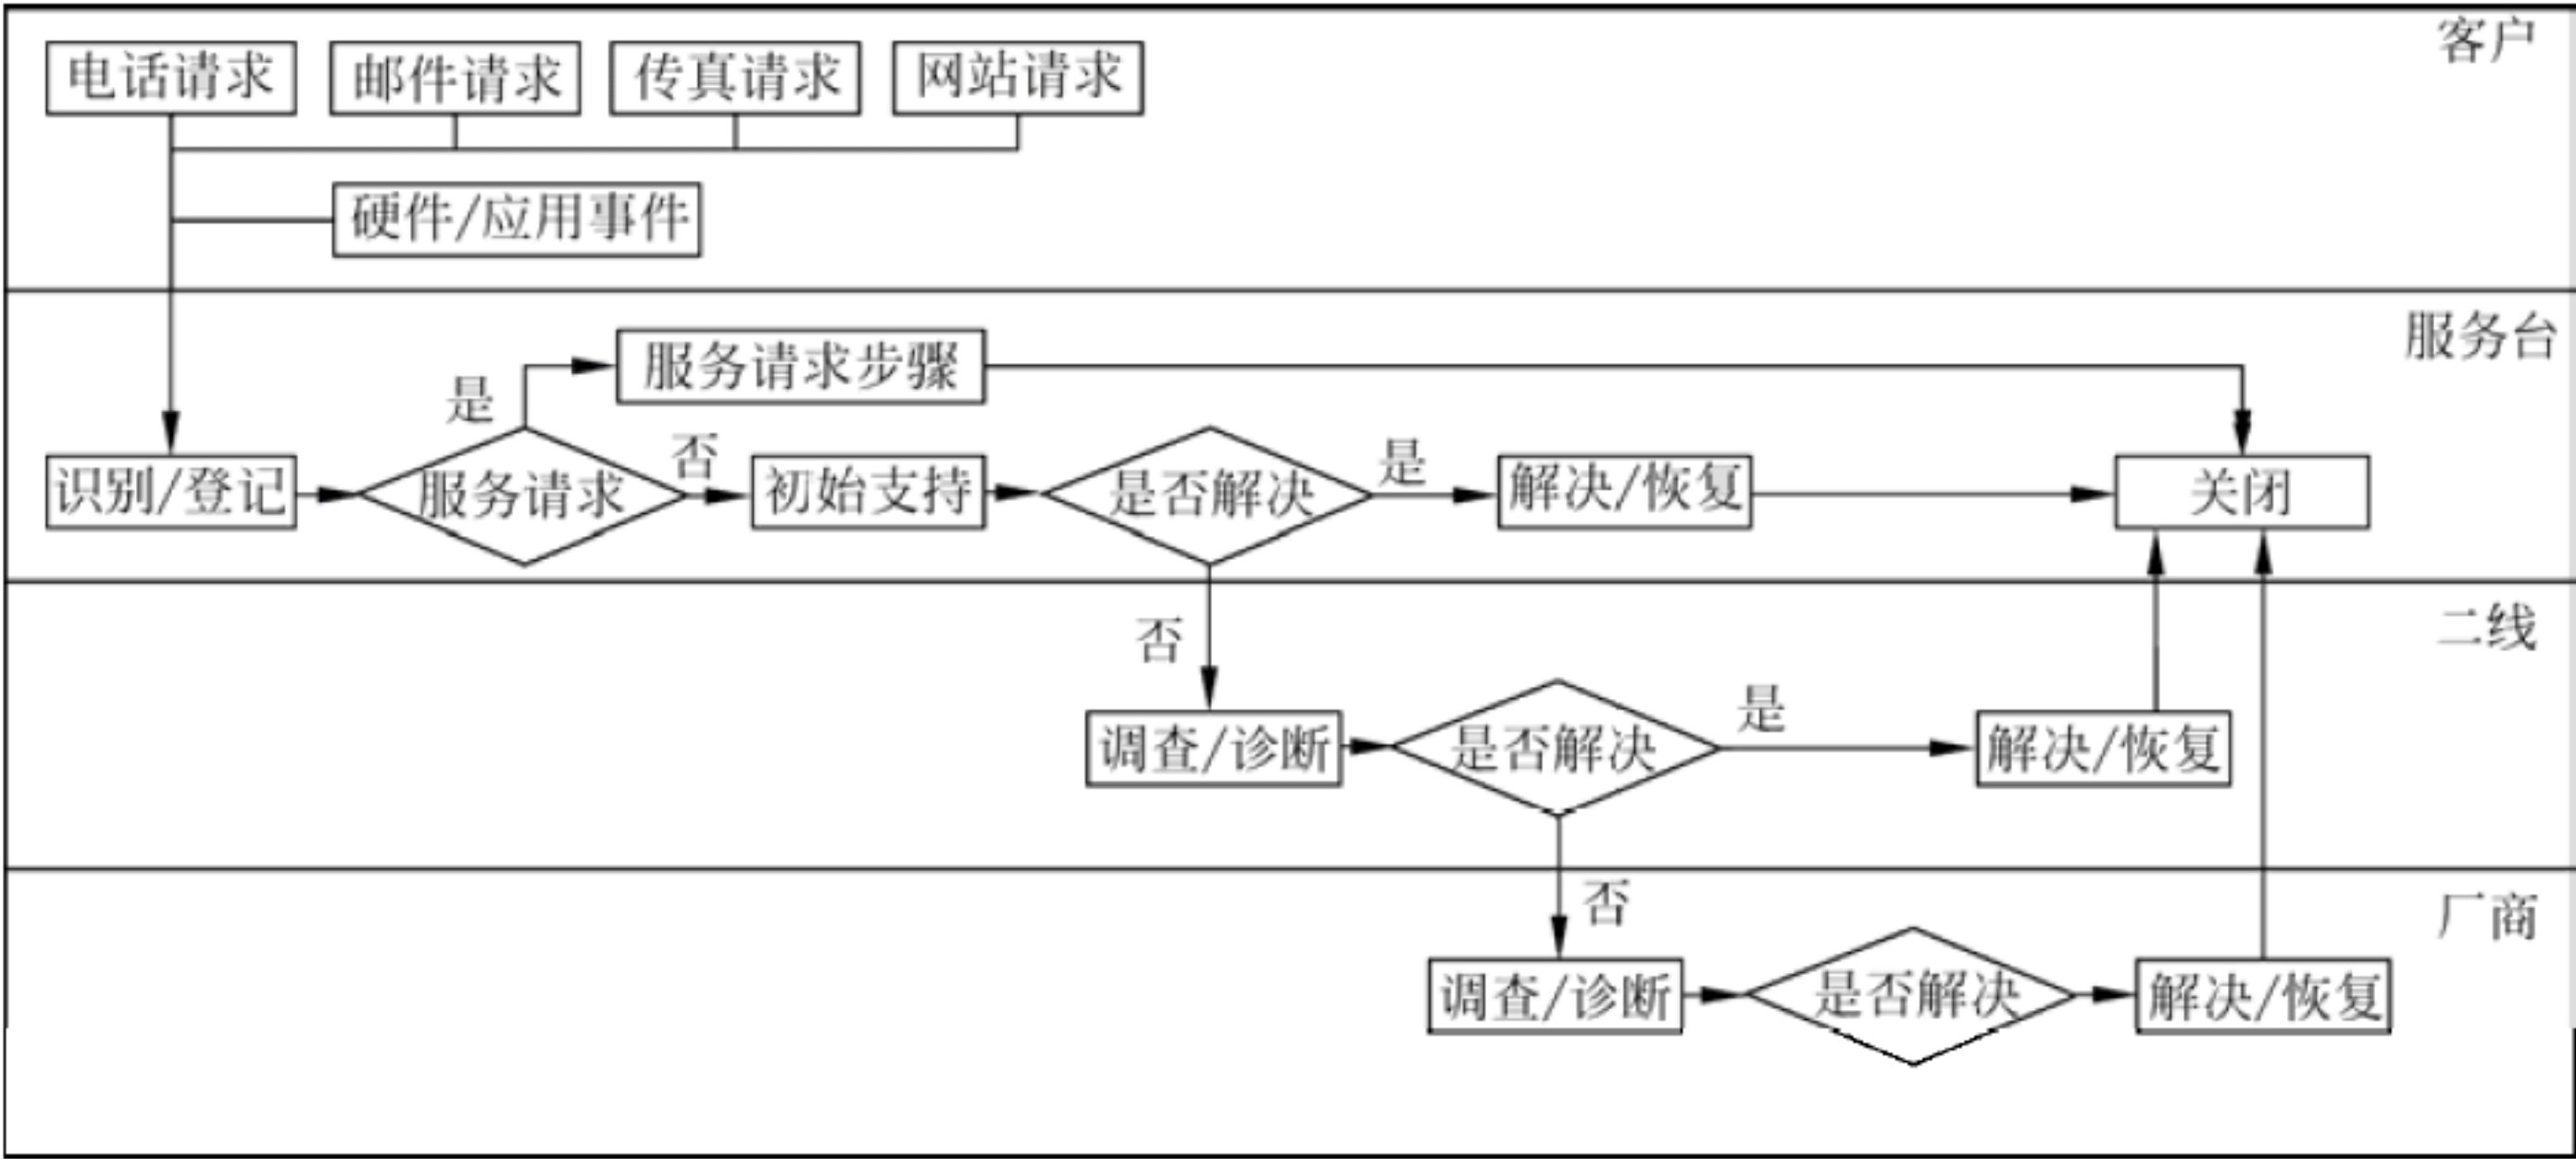 客户
电话请求
邮件请求
传真请求
网站请求
硬件/应用事件
服务台
服务请求步骤
是
识别/登记
服务请求
否
初始支持
是否解决
是
解决/恢复
关闭
二线
否
调查/诊断
是否解决
是
解决/恢复
厂商
否
调查/诊断
是否解决
解决/恢复